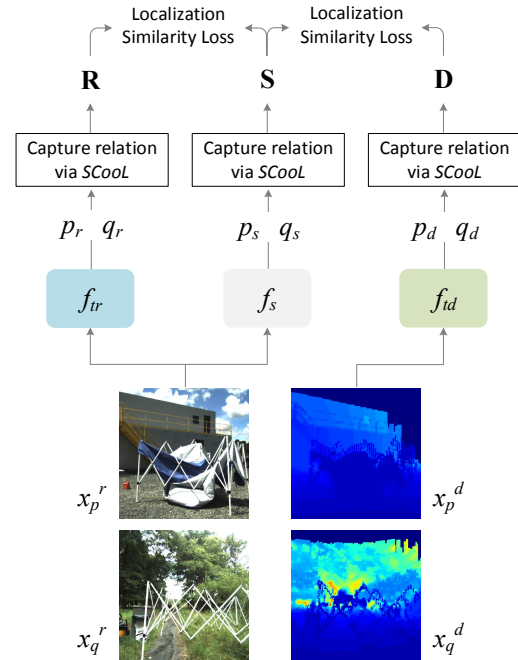 Localization Similarity Loss
Localization Similarity Loss
R S D
Capture relation via SCooL
Capture relation via SCooL
Capture relation via SCooL
p_r q_r p_s q_s p_d q_d
f_tr f_s f_td
x_p^r x_p^d
x_q^r x_q^d